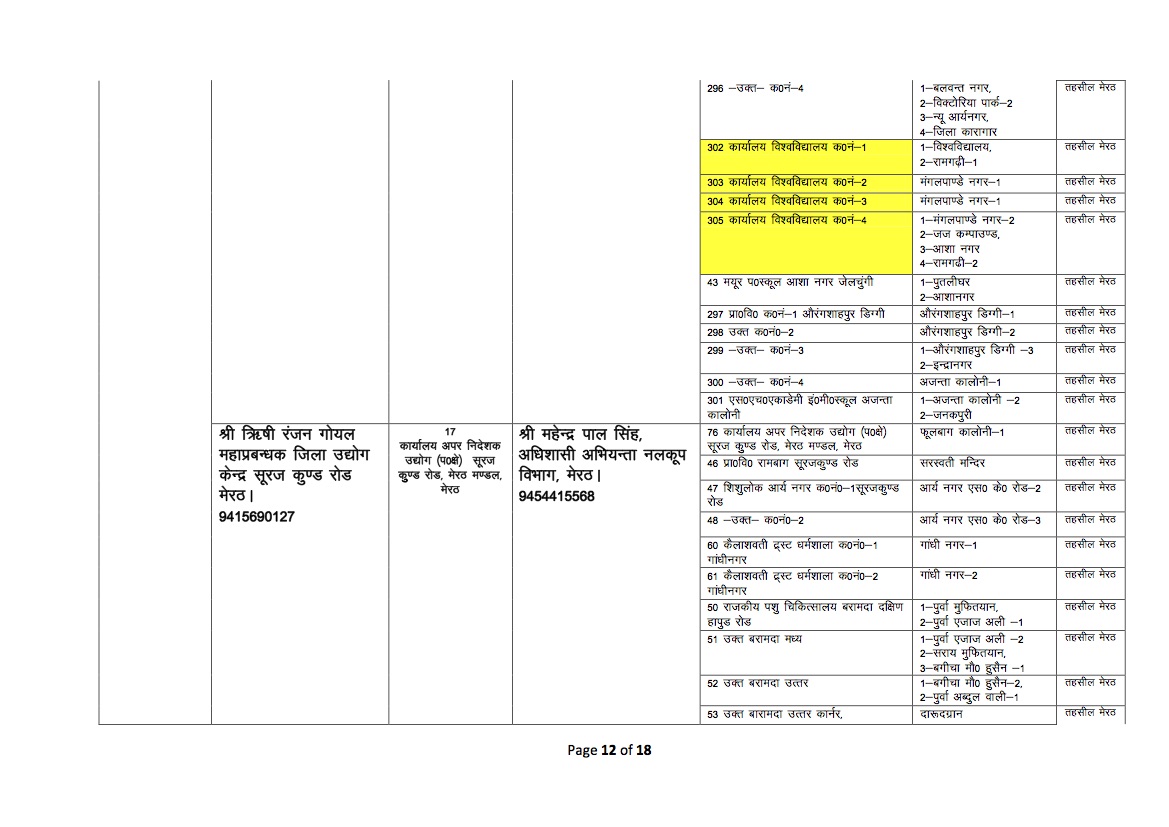 296 –उक्त– क0नं–4
1–बलवन्त नगर,
2–विक्टोरिया पार्क–2
3–न्यू आर्यनगर,
4–जिला कारागार
तहसील मेरठ
302 कार्यालय विश्वविद्यालय क0नं–1
1–विश्वविद्यालय,
2–रामगढी–1
तहसील मेरठ
303 कार्यालय विश्वविद्यालय क0नं–2
मंगलपाण्डे नगर–1
तहसील मेरठ
304 कार्यालय विश्वविद्यालय क0नं–3
मंगलपाण्डे नगर–1
तहसील मेरठ
305 कार्यालय विश्वविद्यालय क0नं–4
1–मंगलपाण्डे नगर–2
2–जज कम्पाउण्ड,
3–आशा नगर
4–रामगढी–2
तहसील मेरठ
43 मयूर प0स्कूल आशा नगर जेलचुंगी
1–पुतलीघर
2–आशानगर
तहसील मेरठ
297 प्रा0वि0 क0नं–1 औरंगशाहपुर डिग्गी
औरंगशाहपुर डिग्गी–1
तहसील मेरठ
298 उक्त क0नं0–2
औरंगशाहपुर डिग्गी–2
तहसील मेरठ
299 –उक्त– क0नं–3
1–औरंगशाहपुर डिग्गी –3
2–इन्द्रानगर
तहसील मेरठ
300 –उक्त– क0नं–4
अजन्ता कालोनी–1
तहसील मेरठ
301 एस0एच0एकाडेमी इं0मी0स्कूल अजन्ता
कालोनी
1–अजन्ता कालोनी –2
2–जनकपुरी
तहसील मेरठ
श्री ऋिषी रंजन गोयल
महाप्रबन्धक जिला उद्योग
केन्द्र सूरज कुण्ड रोड
मेरठ।
9415690127
17
कार्यालय अपर निदेशक
उद्योग (प0क्षे) सूरज
कुण्ड रोड, मेरठ मण्डल,
मेरठ
श्री महेन्द्र पाल सिंह,
अधिशासी अभियन्ता नलकूप
विभाग, मेरठ।
9454415568
76 कार्यालय अपर निदेशक उद्योग (प0क्षे)
सूरज कुण्ड रोड, मेरठ मण्डल, मेरठ
फूलबाग कालोनी–1
तहसील मेरठ
46 प्रा0वि0 रामबाग सूरजकुण्ड रोड
सरस्वती मन्दिर
तहसील मेरठ
47 शिशुलोक आर्य नगर क0नं0–1सूरजकुण्ड
रोड
आर्य नगर एस0 के0 रोड–2
तहसील मेरठ
48 –उक्त– क0नं0–2
आर्य नगर एस0 के0 रोड–3
तहसील मेरठ
60 कैलाशवती द्रस्ट धर्मशाला क0नं0–1
गांधीनगर
गांधी नगर–1
तहसील मेरठ
61 कैलाशवती द्रस्ट धर्मशाला क0नं0–2
गांधीनगर
गांधी नगर–2
तहसील मेरठ
50 राजकीय पशु चिकित्सालय बरामदा दक्षिण
हापुड रोड
1–पुर्वा मुफितयान,
2–पुर्वा एजाज अली –1
तहसील मेरठ
51 उक्त बरामदा मध्य
1–पुर्वा एजाज अली –2
2–सराय मुफितयान,
3–बगीचा मौ0 हुसैन –1
तहसील मेरठ
52 उक्त बरामदा उत्तर
1–बगीचा मौ0 हुसैन–2,
2–पुर्वा अब्दुल वाली–1
तहसील मेरठ
53 उक्त बारामदा उत्तर कार्नर,
दारूदग्रान
तहसील मेरठ
Page 12 of 18